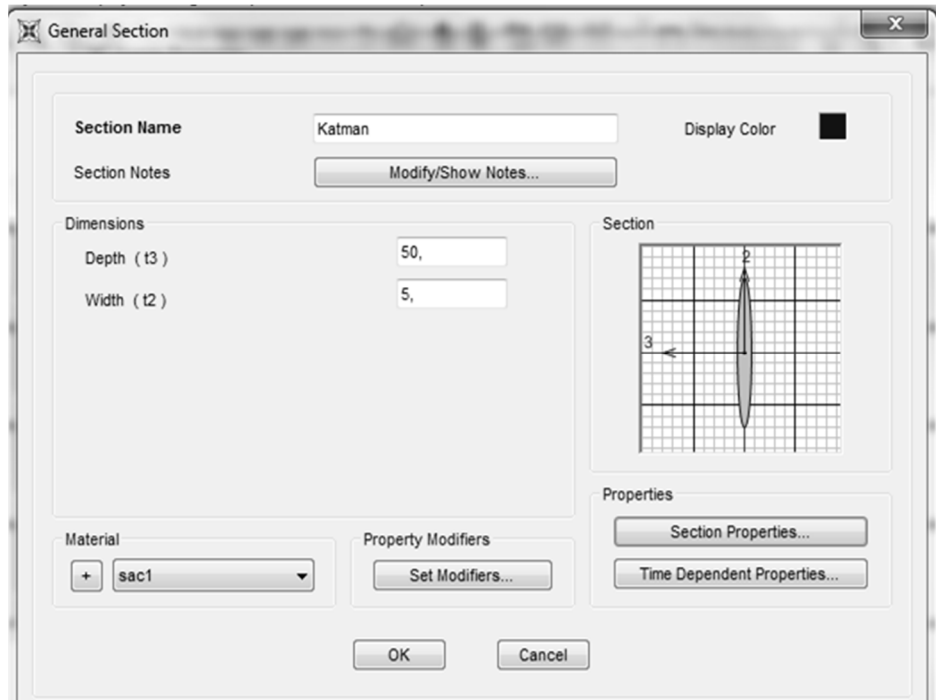 General Section
x
Section Name
Katman
Display Color
Section Notes
Modify/Show Notes...
Dimensions
Depth ( t3 )
50,
Width ( t2 )
5,
Section
2
3
Properties
Section Properties...
Time Dependent Properties...
Material
+
sac1
Property Modifiers
Set Modifiers...
OK
Cancel